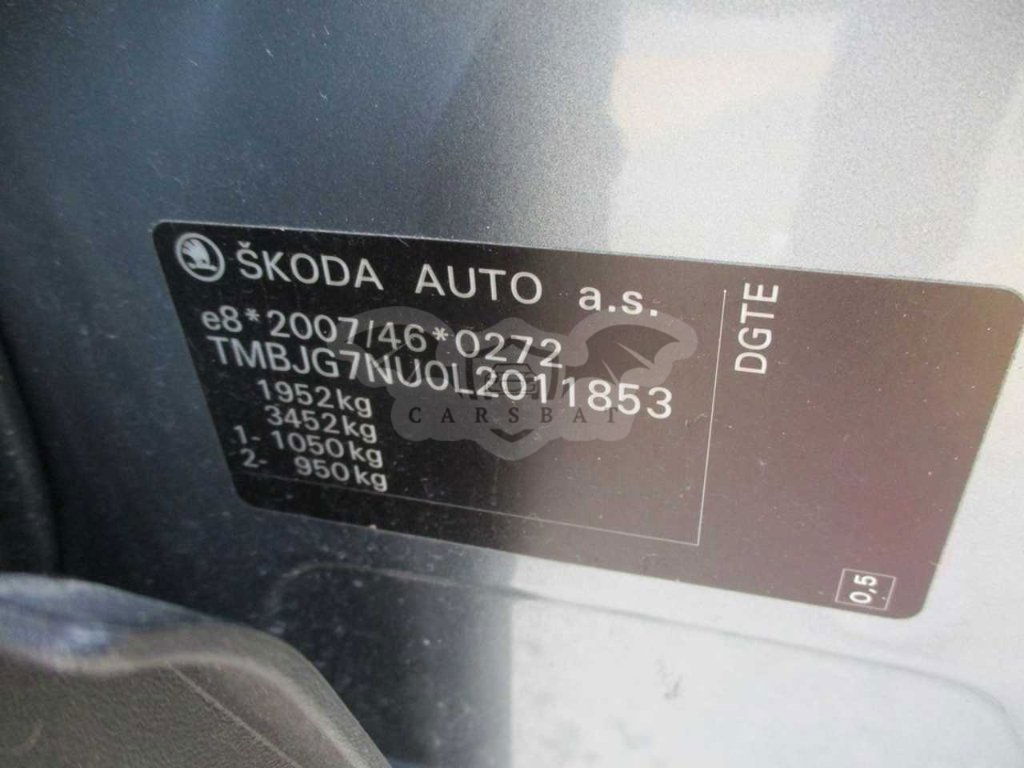 ŠKODA AUTO a.s.
e8*2007/46*0272
TMBJG7NU0L2011853
1952kg
3452kg
1- 1050kg
2- 950kg
DGTE
0,5
CARSBAT